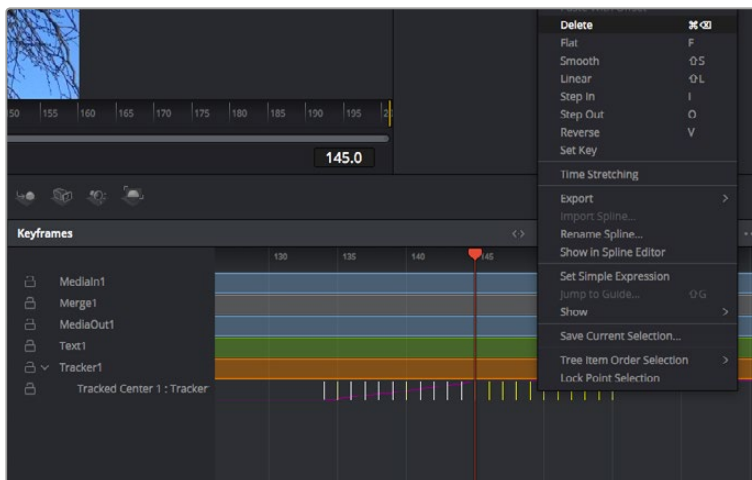 Delete ⌘⌫
Flat F
Smooth ⇧S
Linear ⇧L
Step In I
Step Out O
Reverse V
Set Key
Time Stretching
Export >
Import Spline...
Rename Spline...
Show in Spline Editor
Set Simple Expression
Jump to Guide... ⇧G
Show >
Save Current Selection...
Tree Item Order Selection >
Lock Point Selection
50 155 160 165 170 175 180 185 190 195
145.0
Keyframes
130 135 140 145
MediaIn1
Merge1
MediaOut1
Text1
Tracker1
Tracked Center 1 : Tracker